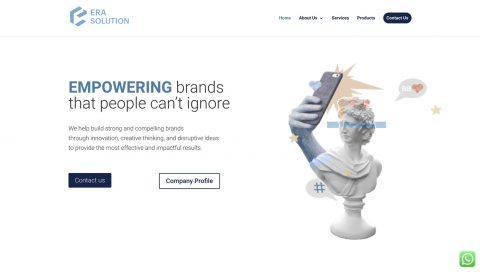 ERA
SOLUTION
Home About Us Services Products Contact Us
EMPOWERING brands
that people can't ignore
We help build strong and compelling brands
through innovation, creative thinking, and disruptive ideas
to provide the most effective and impactful results.
Contact us Company Profile
#